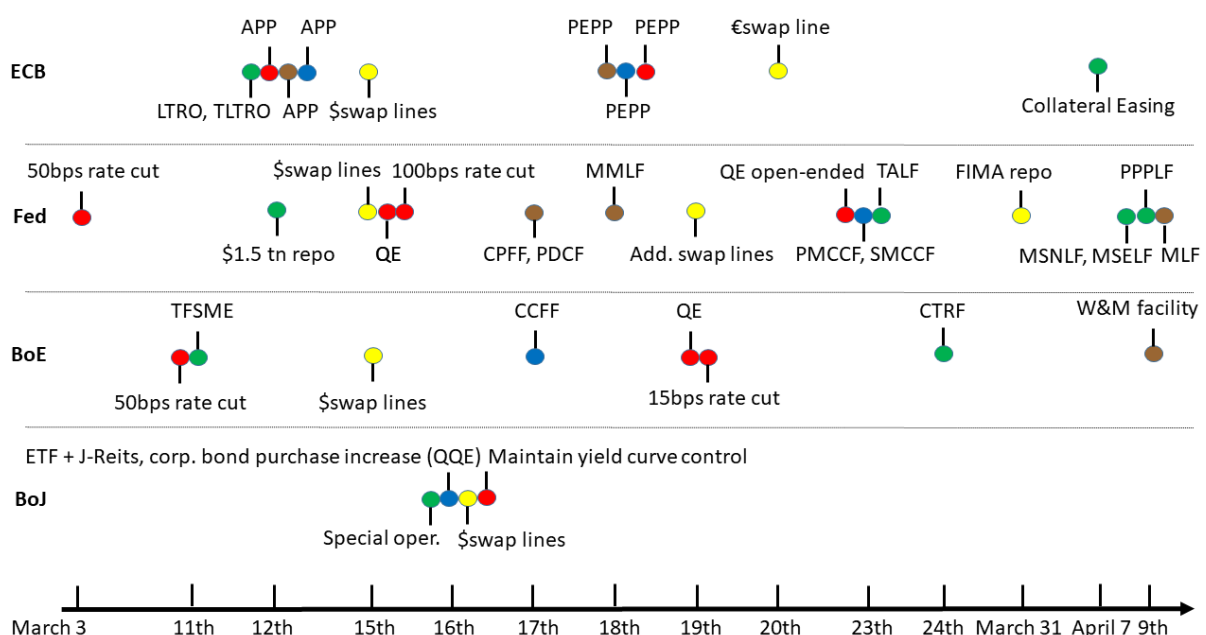 APP APP PEPP PEPP €swap line
ECB
LTRO, TLTRO APP $swap lines PEPP Collateral Easing
50bps rate cut $swap lines 100bps rate cut MMLF QE open-ended TALF FIMA repo PPPLF
Fed
$1.5 tn repo QE CPFF, PDCF Add. swap lines PMCCF, SMCCF MSNLF, MSELF MLF
TFSME CCFF QE CTRF W&M facility
BoE
50bps rate cut $swap lines 15bps rate cut
ETF + J-Reits, corp. bond purchase increase (QQE) Maintain yield curve control
BoJ
Special oper. $swap lines
March 3 11th 12th 15th 16th 17th 18th 19th 20th 23th 24th March 31 April 7 9th